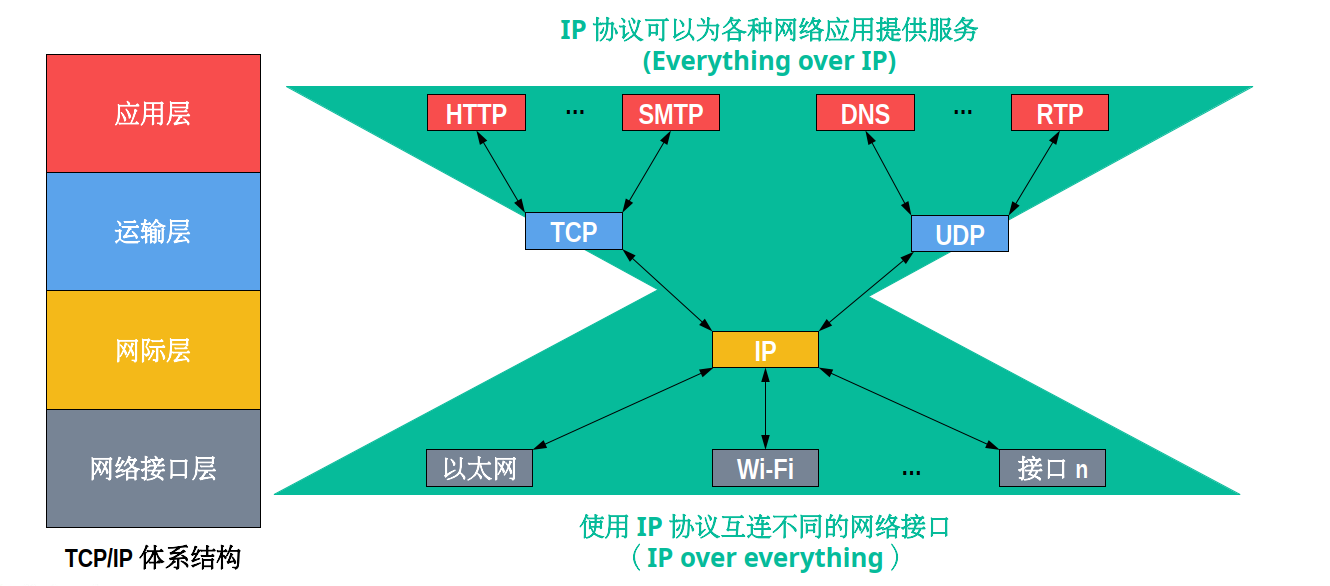 IP 协议可以为各种网络应用提供服务
(Everything over IP)
应用层
HTTP ... SMTP DNS ... RTP
运输层
TCP UDP
网际层
IP
网络接口层
以太网 Wi-Fi ... 接口 n
使用 IP 协议互连不同的网络接口
（ IP over everything ）
TCP/IP 体系结构